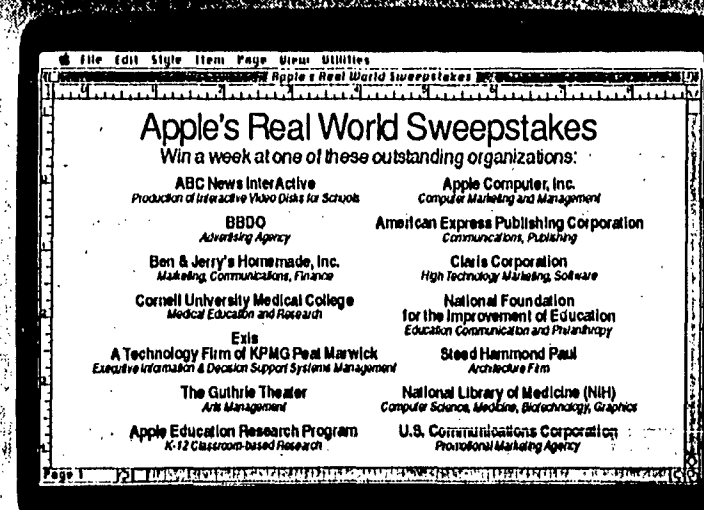 File Edit Style Item Page View Utilities
Apple's Real World Sweepstakes
Apple's Real World Sweepstakes
Win a week at one of these outstanding organizations:
ABC News InterActive
Production of Interactive Video Disks for Schools
BBDO
Advertising Agency
Ben & Jerry's Homemade, Inc.
Marketing, Communications, Finance
Cornell University Medical College
Medical Education and Research
Exis
A Technology Firm of KPMG Peat Marwick
Executive Information & Decision Support Systems Management
The Guthrie Theater
Arts Management
Apple Education Research Program
K-12 Classroom-based Research
Apple Computer, Inc.
Computer Marketing and Management
American Express Publishing Corporation
Communications, Publishing
Claris Corporation
High Technology Marketing, Software
National Foundation
for the Improvement of Education
Education Communication and Philanthropy
Steed Hammond Paul
Architecture Firm
National Library of Medicine (NIH)
Computer Science, Medicine, Biotechnology, Graphics
U.S. Communications Corporation
Promotional Marketing Agency
Page 1